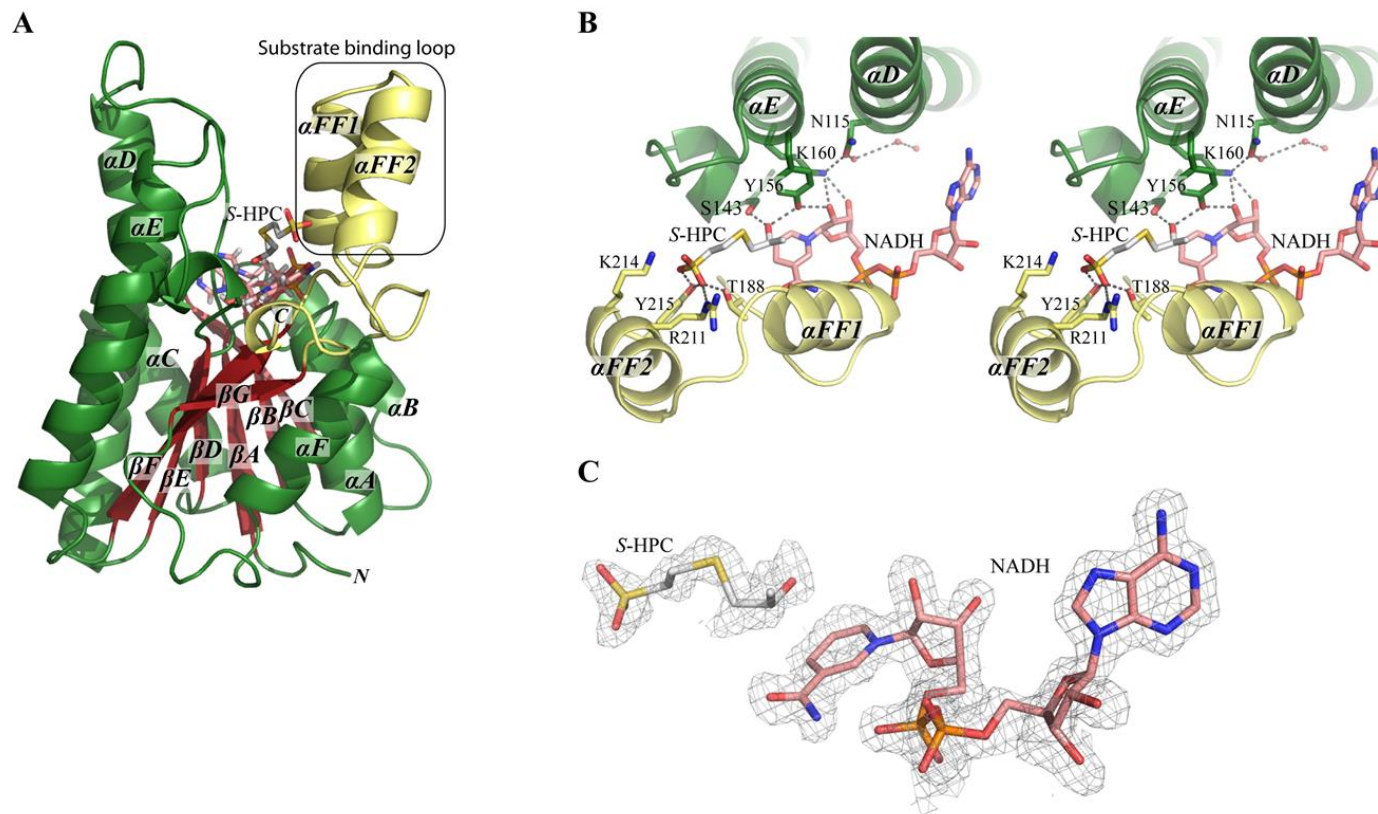 A
Substrate binding loop
αFF1
αFF2
αD
S-HPC
αE
C
αC
βG
βB
βC
αB
βD
βA
αF
βF
βE
αA
N
B
αD
αE
N115
K160
Y156
S143
S-HPC
NADH
K214
Y215
T188
R211
αFF1
αFF2
αD
αE
N115
K160
Y156
S143
S-HPC
NADH
K214
Y215
T188
R211
αFF1
αFF2
C
S-HPC
NADH